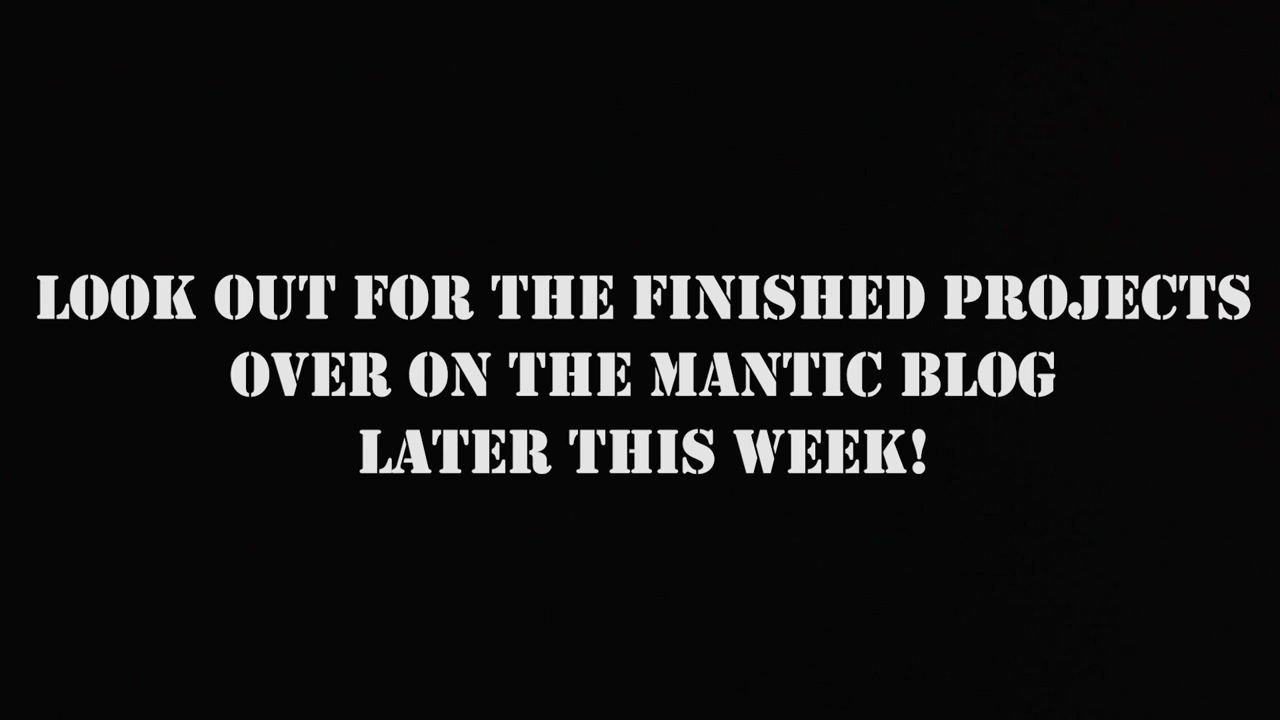 LOOK OUT FOR THE FINISHED PROJECTS
OVER ON THE MANTIC BLOG
LATER THIS WEEK!